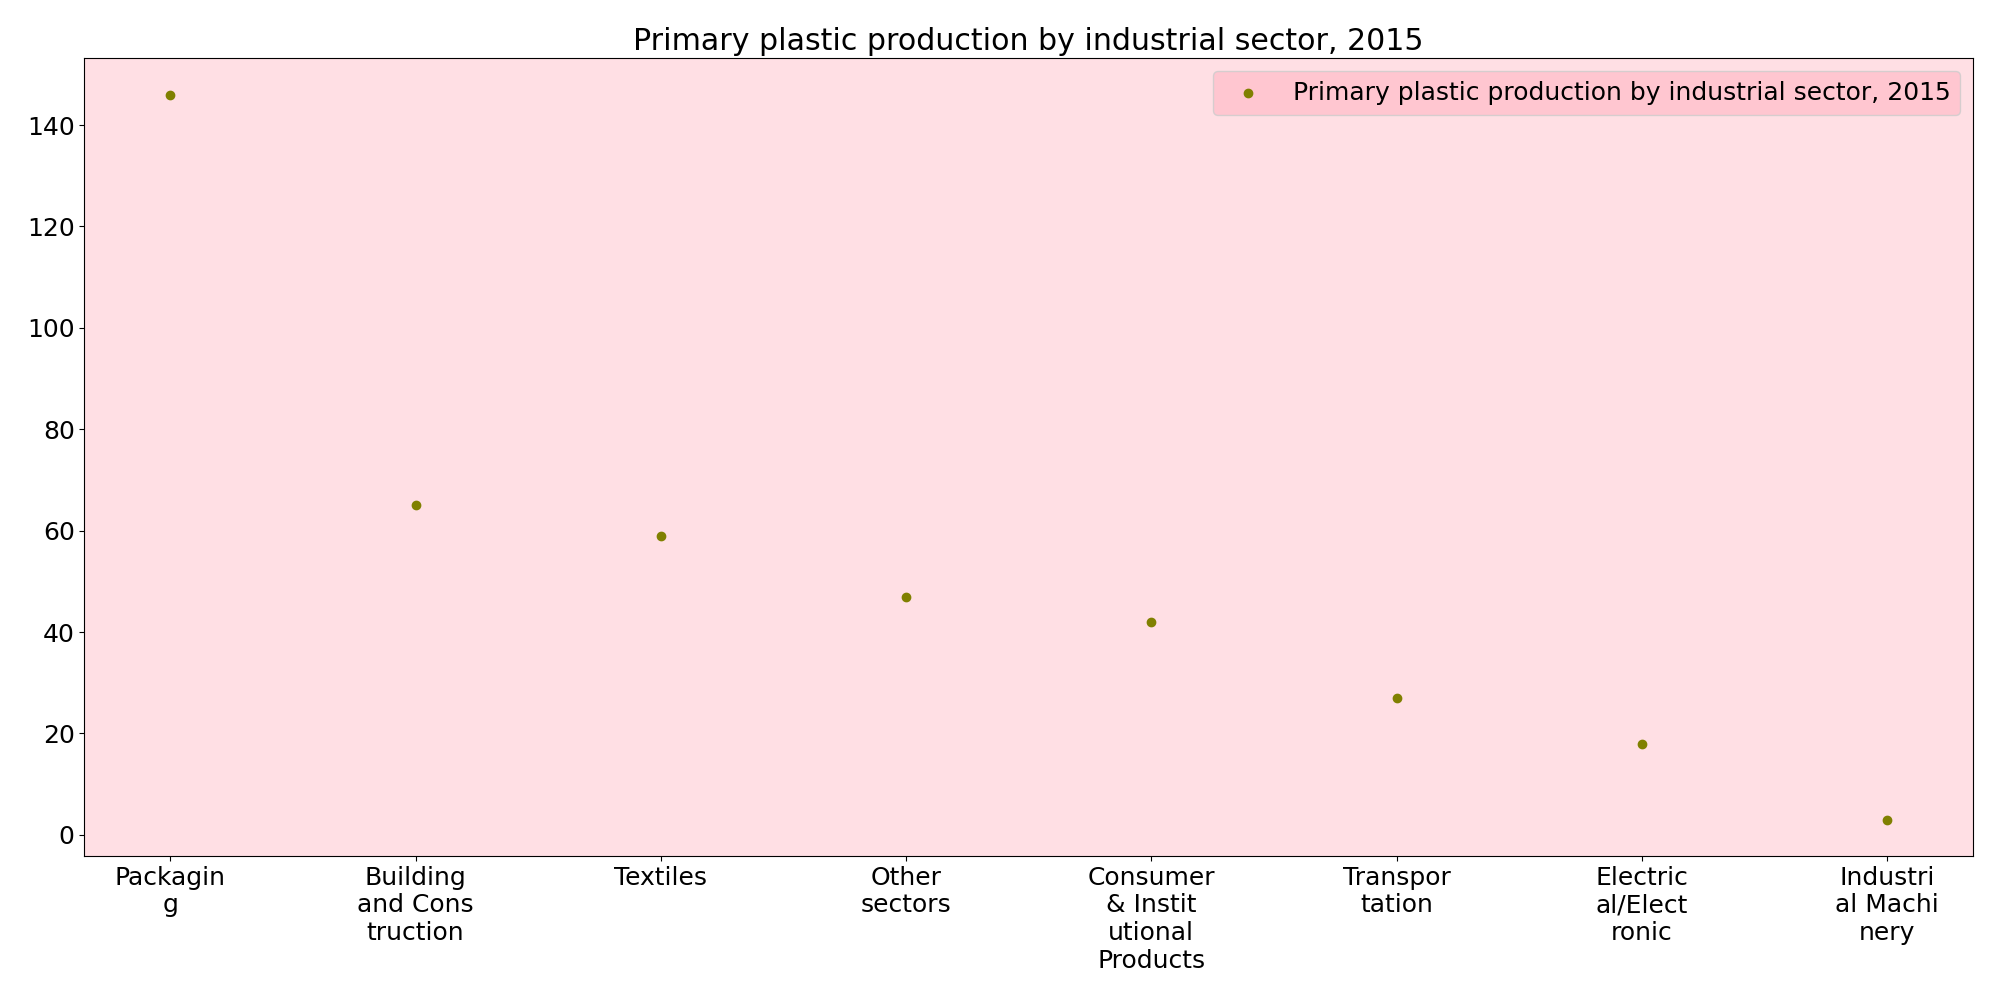 Primary plastic production by industrial sector, 2015
Primary plastic production by industrial sector, 2015
140
120
100
80
60
40
20
0
Packagin
g
Building
and Cons
truction
Textiles
Other
sectors
Consumer
& Instit
utional
Products
Transpor
tation
Electric
al/Elect
ronic
Industri
al Machi
nery